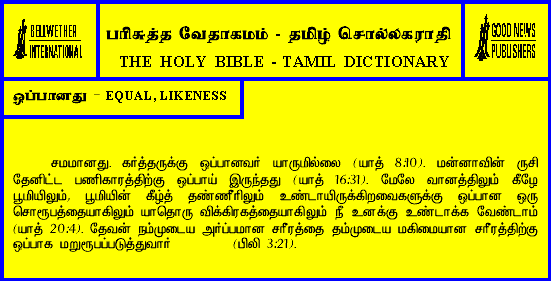 BELLWETHER
INTERNATIONAL
பரிசுத்த வேதாகமம் - தமிழ் சொல்லகராதி
THE HOLY BIBLE - TAMIL DICTIONARY
GOOD NEWS
PUBLISHERS
ஒப்பானது - EQUAL, LIKENESS
சமமானது. கர்த்தருக்கு ஒப்பானவர் யாருமில்லை (யாத் 8:10). மன்னாவின் ருசி
தேனிட்ட பணிகாரத்திற்கு ஒப்பாய் இருந்தது (யாத் 16:31). மேலே வானத்திலும் கீழே
பூமியிலும், பூமியின் கீழ்த் தண்ணீரிலும் உண்டாயிருக்கிறவைகளுக்கு ஒப்பான ஒரு
சொரூபத்தையாகிலும் யாதொரு விக்கிரகத்தையாகிலும் நீ உனக்கு உண்டாக்க வேண்டாம்
(யாத் 20:4). தேவன் நம்முடைய அர்ப்பமான சரீரத்தை தம்முடைய மகிமையான சரீரத்திற்கு
ஒப்பாக மறுரூபப்படுத்துவார் (பிலி 3:21).